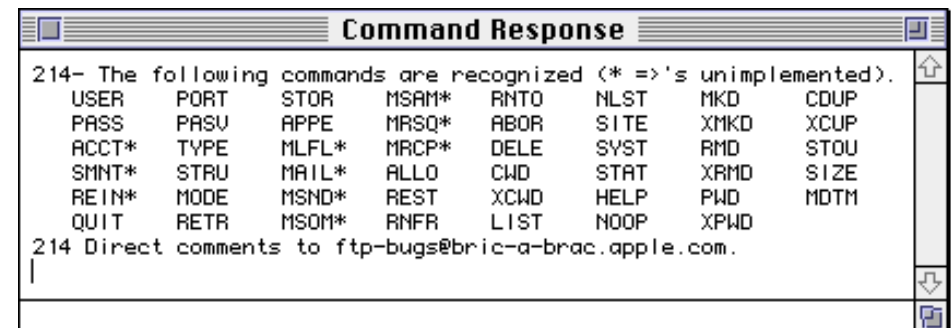 Command Response
214- The following commands are recognized (* =>'s unimplemented).
USER PORT STOR MSAM* RNTO NLST MKD CDUP
PASS PASV APPE MRSQ* ABOR SITE XMKD XCUP
ACCT* TYPE MLFL* MRCP* DELE SYST RMD STOU
SMNT* STRU MAIL* ALLO CWD STAT XRMD SIZE
REIN* MODE MSND* REST XCWD HELP PWD MDTM
QUIT RETR MSOM* RNFR LIST NOOP XPWD
214 Direct comments to ftp-bugs@bric-a-brac.apple.com.